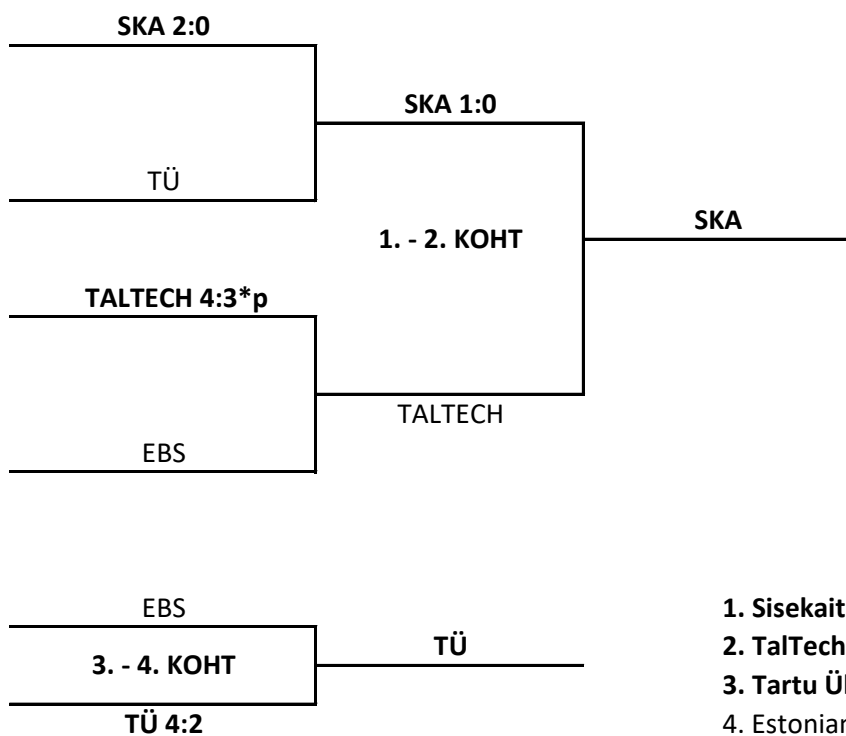 SKA 2:0
SKA 1:0
TÜ
SKA
1. - 2. KOHT
TALTECH 4:3*p
TALTECH
EBS
EBS
TÜ
3. - 4. KOHT
TÜ 4:2
1. Sisekait
2. TalTech
3. Tartu
4. Estonian